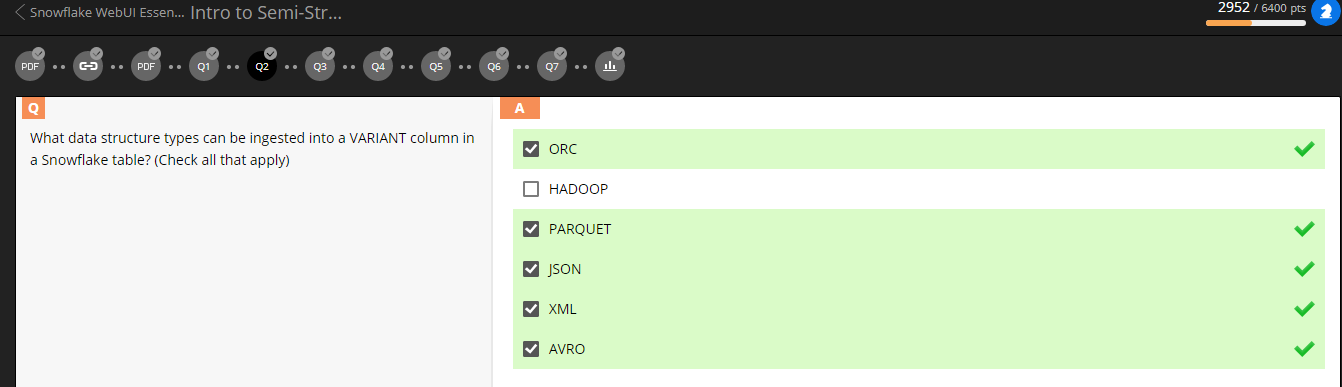 Snowflake WebUI Essen... Intro to Semi-Str...
2952 / 6400 pts
PDF PDF Q1 Q2 Q3 Q4 Q5 Q6 Q7
Q
What data structure types can be ingested into a VARIANT column in
a Snowflake table? (Check all that apply)
A
ORC
HADOOP
PARQUET
JSON
XML
AVRO